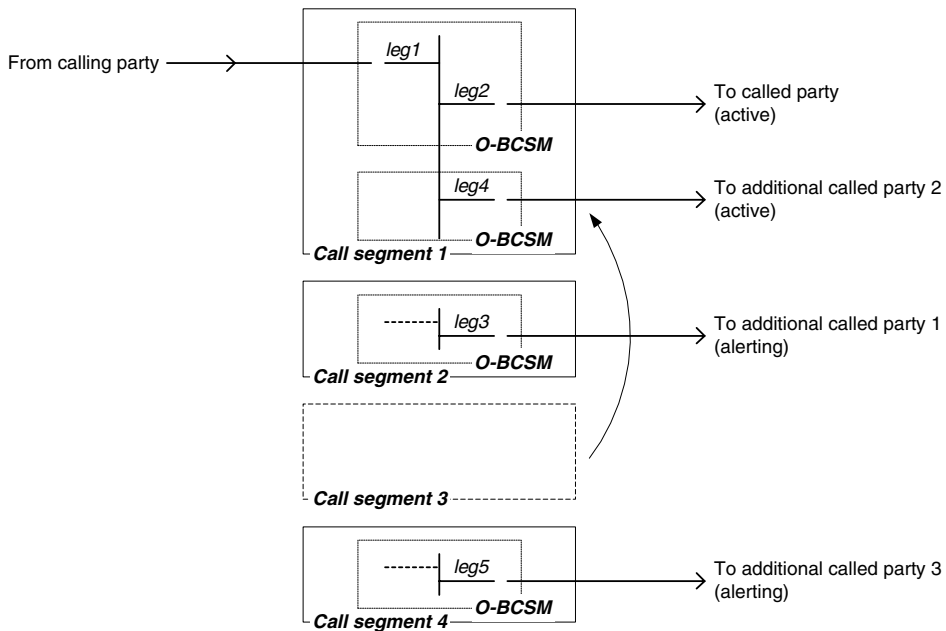 leg1
From calling party
leg2
To called party
(active)
O-BCSM
leg4
To additional called party 2
(active)
O-BCSM
Call segment 1
leg3
To additional called party 1
(alerting)
O-BCSM
Call segment 2
Call segment 3
leg5
To additional called party 3
(alerting)
O-BCSM
Call segment 4